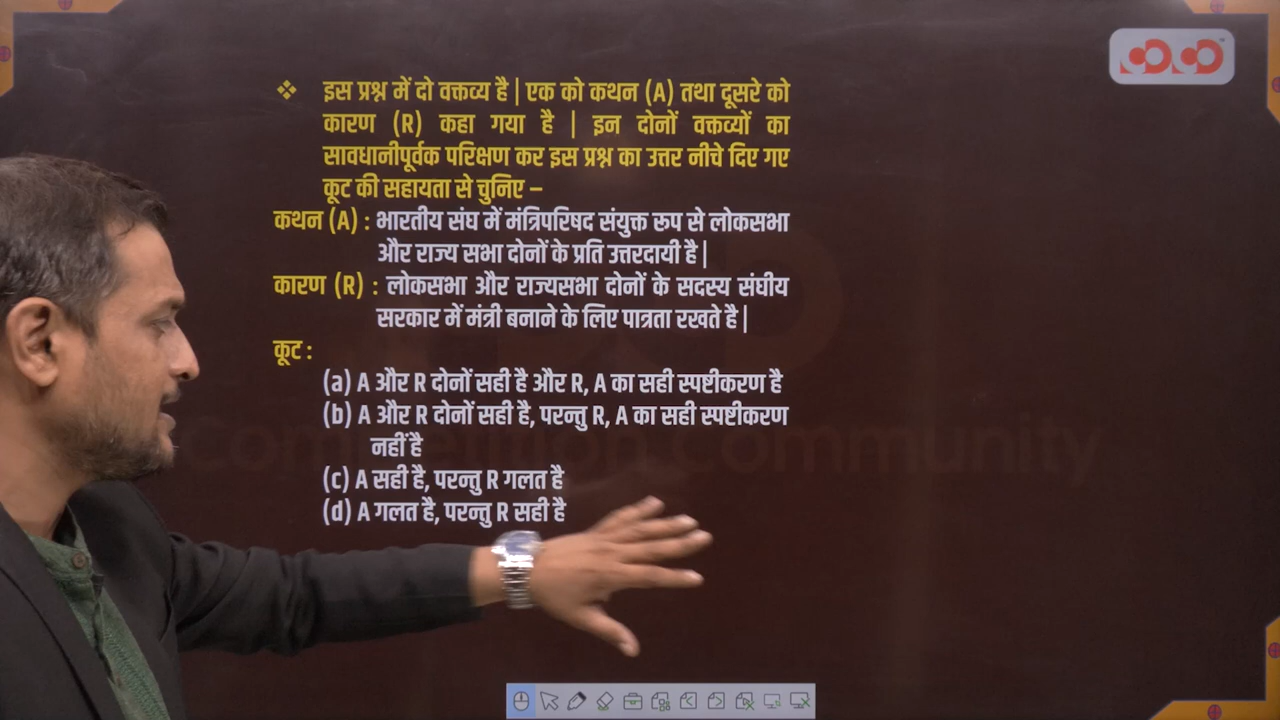 ❖ इस प्रश्न में दो वक्तव्य है | एक को कथन (A) तथा दूसरे को
कारण (R) कहा गया है | इन दोनों वक्तव्यों का
सावधानीपूर्वक परिक्षण कर इस प्रश्न का उत्तर नीचे दिए गए
कूट की सहायता से चुनिए –
कथन (A) : भारतीय संघ में मंत्रिपरिषद संयुक्त रूप से लोकसभा
और राज्य सभा दोनों के प्रति उत्तरदायी है |
कारण (R) : लोकसभा और राज्यसभा दोनों के सदस्य संघीय
सरकार में मंत्री बनाने के लिए पात्रता रखते है |
कूट :
(a) A और R दोनों सही है और R, A का सही स्पष्टीकरण है
(b) A और R दोनों सही है, परन्तु R, A का सही स्पष्टीकरण
नहीं है
(c) A सही है, परन्तु R गलत है
(d) A गलत है, परन्तु R सही है
competition community